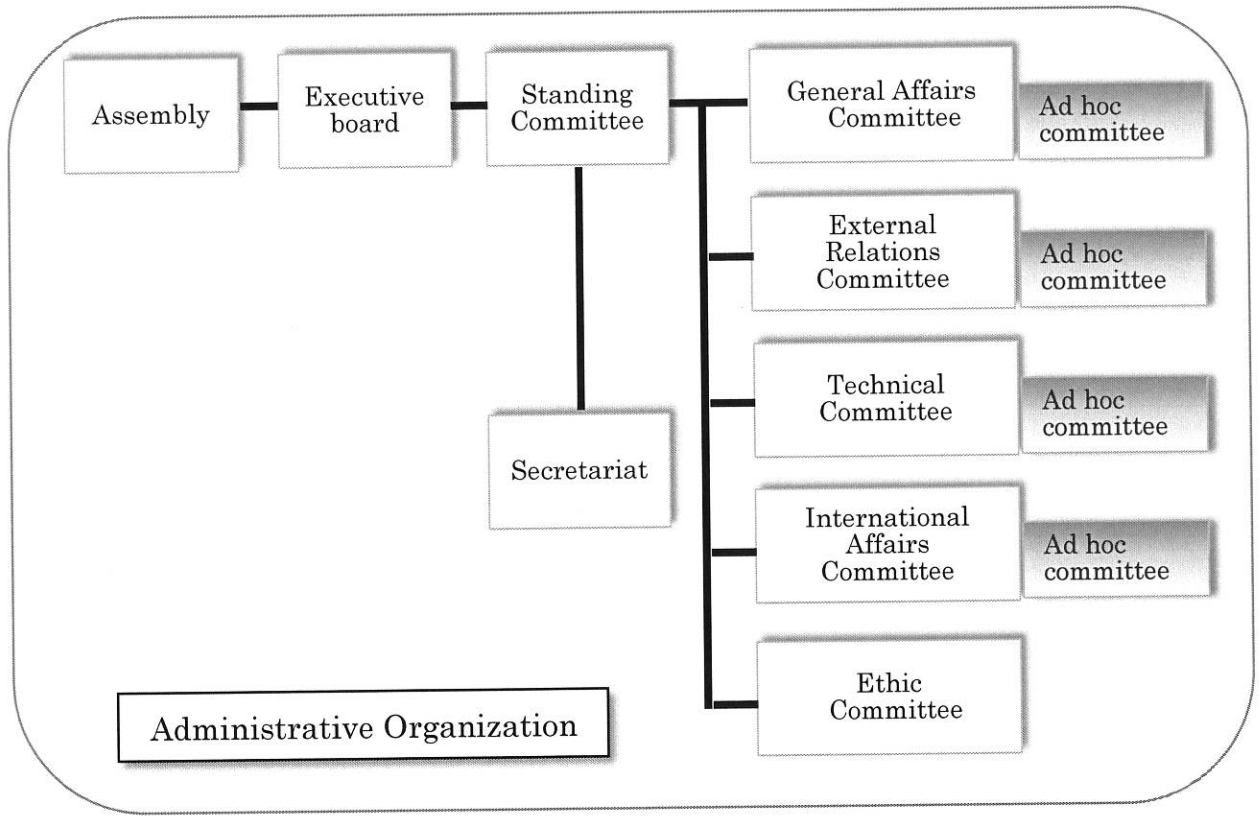 Assembly
Executive
board
Standing
Committee
General Affairs
Committee
Ad hoc
committee
External
Relations
Committee
Ad hoc
committee
Technical
Committee
Ad hoc
committee
Secretariat
International
Affairs
Committee
Ad hoc
committee
Ethic
Committee
Administrative Organization